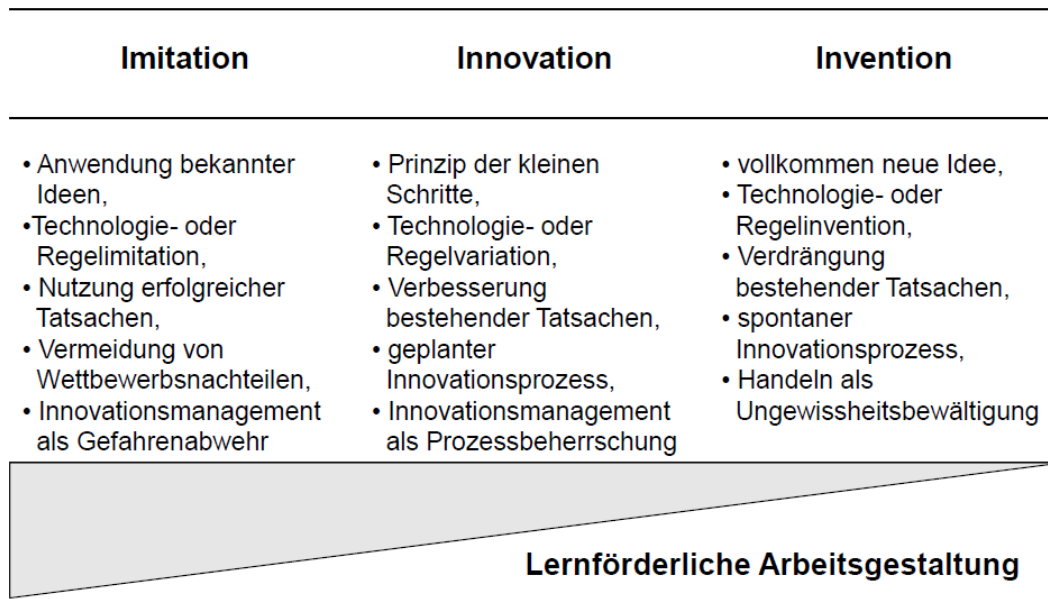 Imitation
Innovation
Invention
• Anwendung bekannter
Ideen,
•Technologie- oder
Regelimitation,
• Nutzung erfolgreicher
Tatsachen,
• Vermeidung von
Wettbewerbsnachteilen,
• Innovationsmanagement
als Gefahrenabwehr
• Prinzip der kleinen
Schritte,
• Technologie- oder
Regelvariation,
• Verbesserung
bestehender Tatsachen,
• geplanter
Innovationsprozess,
• Innovationsmanagement
als Prozessbeherrschung
• vollkommen neue Idee,
• Technologie- oder
Regelinvention,
• Verdrängung
bestehender Tatsachen,
• spontaner
Innovationsprozess,
• Handeln als
Ungewissheitsbewältigung
Lernförderliche Arbeitsgestaltung